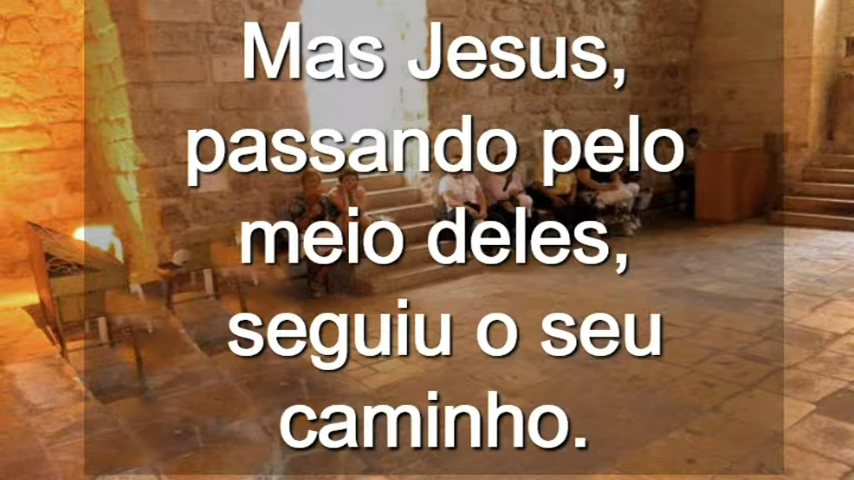 Mas Jesus,
passando pelo
meio deles,
seguiu o seu
caminho.